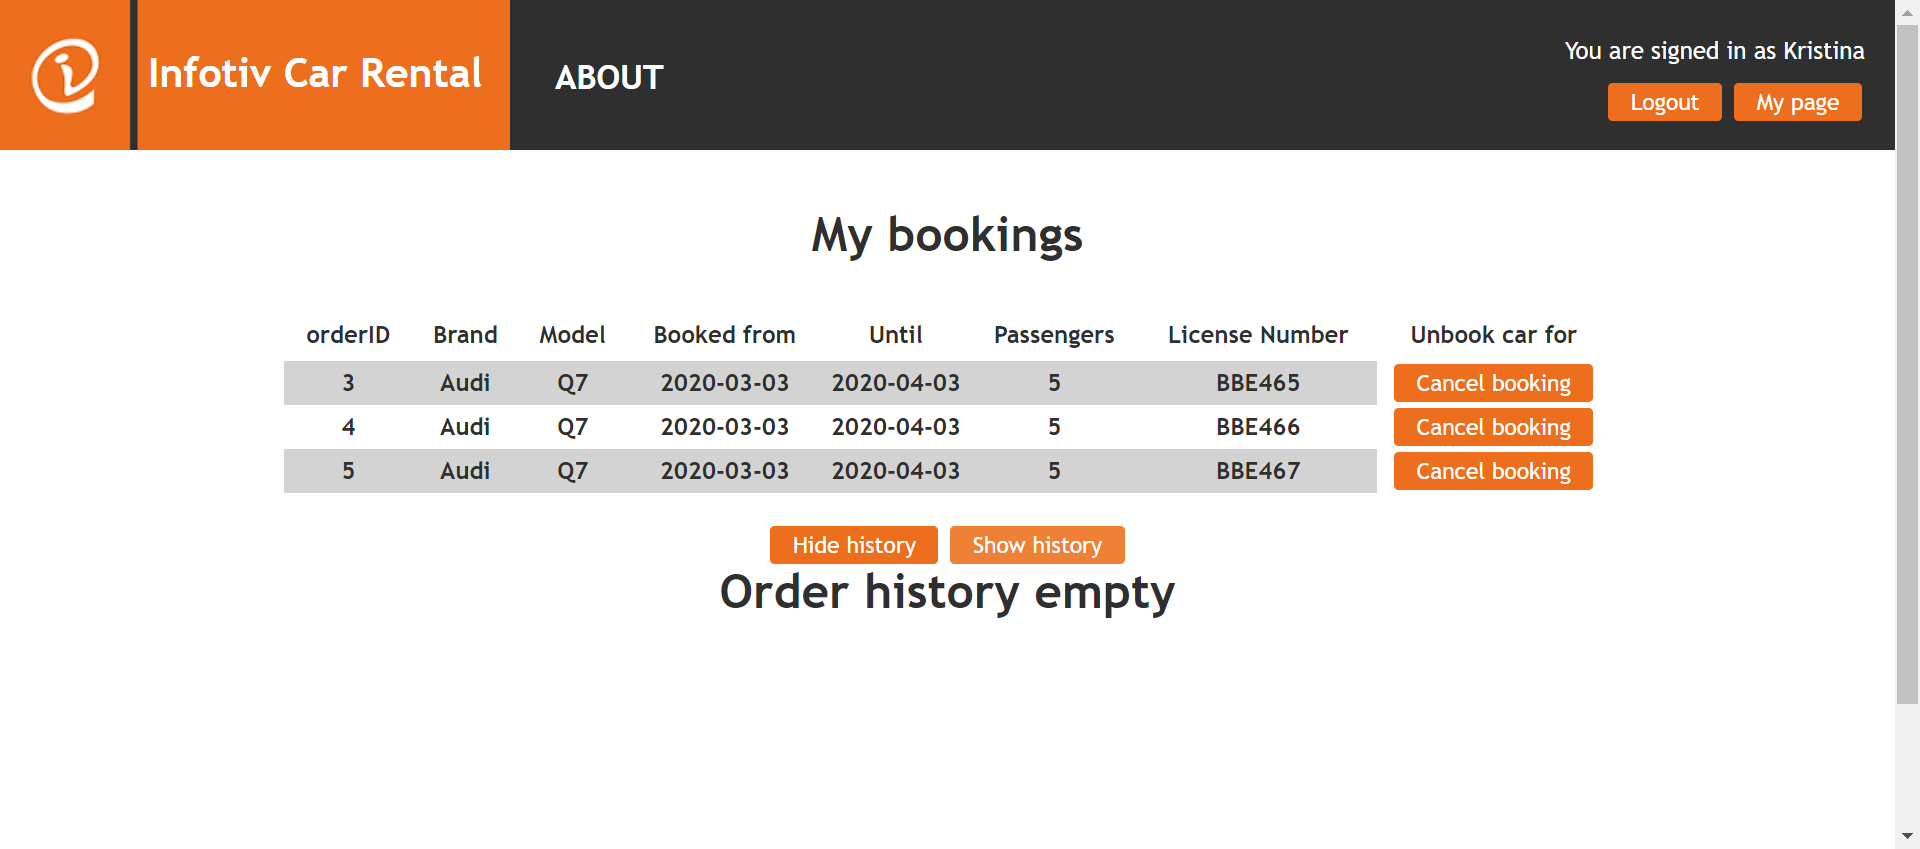 Infotiv Car Rental
ABOUT
You are signed in as Kristina
Logout My page
My bookings
orderID Brand Model Booked from Until Passengers License Number Unbook car for
3 Audi Q7 2020-03-03 2020-04-03 5 BBE465 Cancel booking
4 Audi Q7 2020-03-03 2020-04-03 5 BBE466 Cancel booking
5 Audi Q7 2020-03-03 2020-04-03 5 BBE467 Cancel booking
Hide history Show history
Order history empty